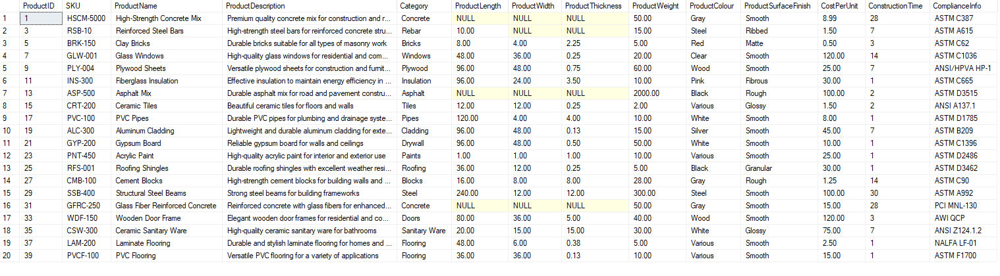 ProductID SKU ProductName ProductDescription Category ProductLength ProductWidth ProductThickness ProductWeight ProductColour ProductSurfaceFinish CostPerUnit ConstructionTime ComplianceInfo
1 1 HSCM-5000 High-Strength Concrete Mix Premium quality concrete mix for construction and r... Concrete NULL NULL NULL 50.00 Gray Smooth 8.99 28 ASTM C387
2 3 RSB-10 Reinforced Steel Bars High-strength steel bars for reinforced concrete stru... Rebar 10.00 NULL NULL 15.00 Steel Ribbed 1.50 7 ASTM A615
3 5 BRK-150 Clay Bricks Durable bricks suitable for all types of masonry work Bricks 8.00 4.00 2.25 5.00 Red Matte 0.50 3 ASTM C62
4 7 GLW-001 Glass Windows High-quality glass windows for residential and com... Windows 48.00 36.00 0.25 20.00 Clear Smooth 120.00 14 ASTM C1036
5 9 PLY-004 Plywood Sheets Versatile plywood sheets for construction and furnit... Plywood 96.00 48.00 0.75 60.00 Wood Smooth 25.00 7 ANSI/HPVA HP-1
6 11 INS-300 Fiberglass Insulation Effective insulation to maintain energy efficiency in ... Insulation 96.00 24.00 3.50 10.00 Pink Fibrous 30.00 1 ASTM C665
7 13 ASP-500 Asphalt Mix Durable asphalt mix for road and pavement constru... Asphalt NULL NULL NULL 2000.00 Black Rough 100.00 2 ASTM D3515
8 15 CRT-200 Ceramic Tiles Beautiful ceramic tiles for floors and walls Tiles 12.00 12.00 0.25 2.00 Various Glossy 1.50 2 ANSI A137.1
9 17 PVC-100 PVC Pipes Durable PVC pipes for plumbing and drainage syste... Pipes 120.00 4.00 4.00 10.00 White Smooth 8.00 1 ASTM D1785
10 19 ALC-300 Aluminum Cladding Lightweight and durable aluminum cladding for exte... Cladding 96.00 48.00 0.13 15.00 Silver Smooth 45.00 7 ASTM B209
11 21 GYP-200 Gypsum Board Reliable gypsum board for walls and ceilings Drywall 96.00 48.00 0.50 50.00 White Smooth 10.00 1 ASTM C1396
12 23 PNT-450 Acrylic Paint High-quality acrylic paint for interior and exterior use Paints 1.00 1.00 1.00 10.00 Various Smooth 25.00 1 ASTM D2486
13 25 RFS-001 Roofing Shingles Durable roofing shingles with excellent weather resi... Roofing 36.00 12.00 0.25 5.00 Black Granular 30.00 1 ASTM D3462
14 27 CMB-100 Cement Blocks High-strength cement blocks for building walls and ... Blocks 16.00 8.00 8.00 28.00 Gray Rough 1.25 14 ASTM C90
15 29 SSB-400 Structural Steel Beams Strong steel beams for building frameworks Steel 240.00 12.00 12.00 300.00 Steel Smooth 100.00 30 ASTM A992
16 31 GFRC-250 Glass Fiber Reinforced Concrete Reinforced concrete with glass fibers for enhanced... Concrete NULL NULL NULL 50.00 Gray Smooth 15.00 28 PCI MNL-130
17 33 WDF-150 Wooden Door Frame Elegant wooden door frames for residential and co... Doors 80.00 36.00 5.00 40.00 Wood Smooth 120.00 3 AWI QCP
18 35 CSW-300 Ceramic Sanitary Ware High-quality ceramic sanitary ware for bathrooms Sanitary Ware 20.00 15.00 15.00 30.00 White Glossy 75.00 7 ANSI Z124.1.2
19 37 LAM-200 Laminate Flooring Durable and stylish laminate flooring for homes and ... Flooring 48.00 6.00 0.38 5.00 Various Smooth 2.50 1 NALFA LF-01
20 39 PVCF-100 PVC Flooring Versatile PVC flooring for a variety of applications Flooring 36.00 36.00 0.13 10.00 Various Smooth 15.00 1 ASTM F1700